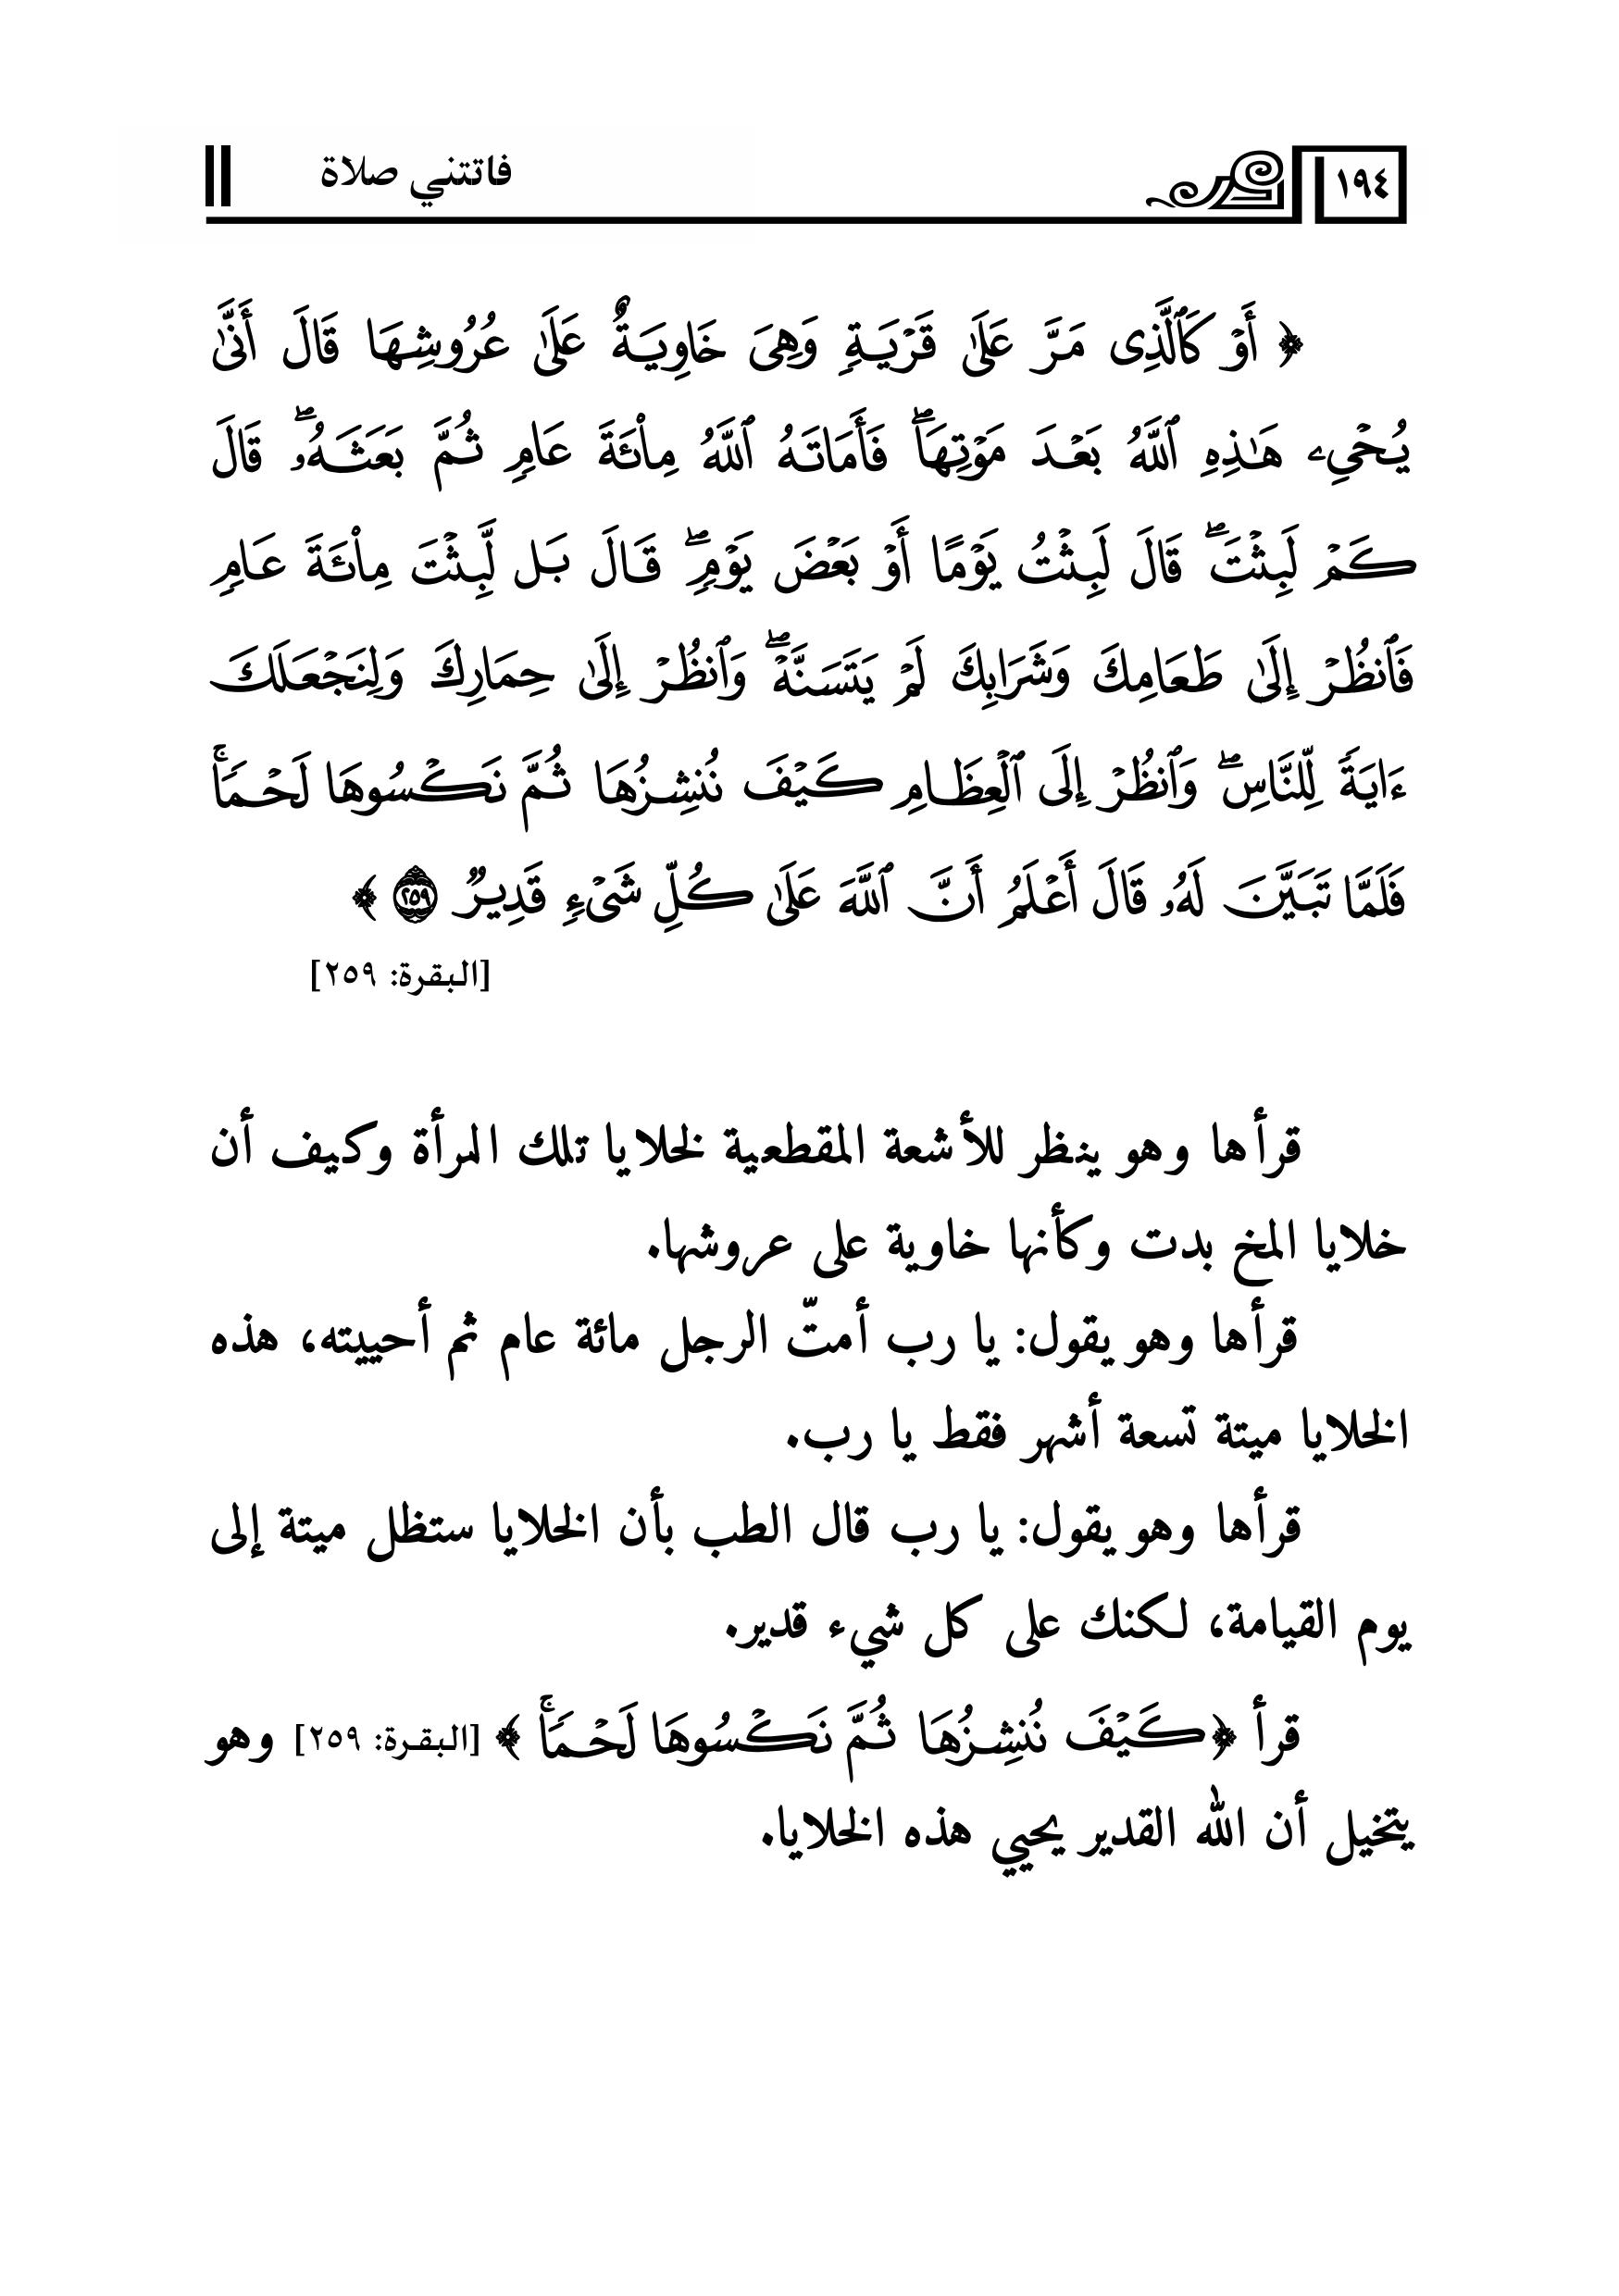 ١٩٤ فاتتني صلاة
﴿ أَوْ كَٱلَّذِى مَرَّ عَلَىٰ قَرْيَةٍ وَهِىَ خَاوِيَةٌ عَلَىٰ عُرُوشِهَا قَالَ أَنَّىٰ
يُحْىِۦ هَـٰذِهِ ٱللَّهُ بَعْدَ مَوْتِهَا ۖ فَأَمَاتَهُ ٱللَّهُ مِا۟ئَةَ عَامٍ ثُمَّ بَعَثَهُۥ ۖ قَالَ
كَمْ لَبِثْتَ ۖ قَالَ لَبِثْتُ يَوْمًا أَوْ بَعْضَ يَوْمٍ ۖ قَالَ بَل لَّبِثْتَ مِا۟ئَةَ عَامٍ
فَٱنظُرْ إِلَىٰ طَعَامِكَ وَشَرَابِكَ لَمْ يَتَسَنَّهْ ۖ وَٱنظُرْ إِلَىٰ حِمَارِكَ وَلِنَجْعَلَكَ
ءَايَةً لِّلنَّاسِ ۖ وَٱنظُرْ إِلَى ٱلْعِظَامِ كَيْفَ نُنشِزُهَا ثُمَّ نَكْسُوهَا لَحْمًا ۚ
فَلَمَّا تَبَيَّنَ لَهُۥ قَالَ أَعْلَمُ أَنَّ ٱللَّهَ عَلَىٰ كُلِّ شَىْءٍ قَدِيرٌ ٢٥٩ ﴾
[البقرة: ٢٥٩]
قرأها وهو ينظر للأشعة المقطعية لخلايا تلك المرأة وكيف أن
خلايا المخ بدت وكأنها خاوية على عروشها.
قرأها وهو يقول: يا رب أمتّ الرجل مائة عام ثم أحييته، هذه
الخلايا ميتة تسعة أشهر فقط يا رب.
قرأها وهو يقول: يا رب قال الطب بأن الخلايا ستظل ميتة إلى
يوم القيامة، لكنك على كل شيء قدير.
قرأ ﴿كَيْفَ نُنشِزُهَا ثُمَّ نَكْسُوهَا لَحْمًا ۚ ﴾ [البقرة: ٢٥٩] وهو
يتخيل أن الله القدير يحيي هذه الخلايا.